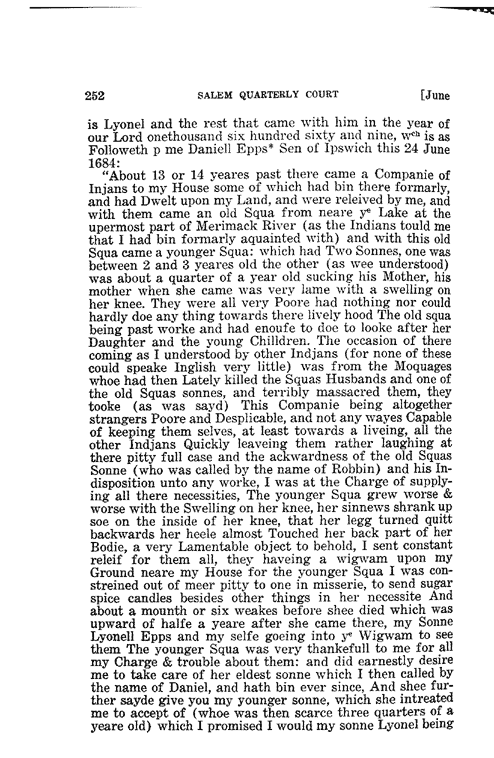 252 SALEM QUARTERLY COURT [June
is Lyonel and the rest that came with him in the year of
our Lord onethousand six hundred sixty and nine, wch is as
Followeth p me Daniell Epps* Sen of Ipswich this 24 June
1684:
"About 13 or 14 yeares past there came a Companie of
Injans to my House some of which had bin there formarly,
and had Dwelt upon my Land, and were releived by me, and
with them came an old Squa from neare ye Lake at the
upermost part of Merimack River (as the Indians tould me
that I had bin formarly aquainted with) and with this old
Squa came a younger Squa: which had Two Sonnes, one was
between 2 and 3 yeares old the other (as wee understood)
was about a quarter of a year old sucking his Mother, his
mother when she came was very lame with a swelling on
her knee. They were all very Poore had nothing nor could
hardly doe any thing towards there lively hood The old squa
being past worke and had enoufe to doe to looke after her
Daughter and the young Chilldren. The occasion of there
coming as I understood by other Indjans (for none of these
could speake Inglish very little) was from the Moquages
whoe had then Lately killed the Squas Husbands and one of
the old Squas sonnes, and terribly massacred them, they
tooke (as was sayd) This Companie being altogether
strangers Poore and Desplicable, and not any wayes Capable
of keeping them selves, at least towards a liveing, all the
other Indjans Quickly leaveing them rather laughing at
there pitty full case and the ackwardness of the old Squas
Sonne (who was called by the name of Robbin) and his In-
disposition unto any worke, I was at the Charge of supply-
ing all there necessities, The younger Squa grew worse &
worse with the Swelling on her knee, her sinnews shrank up
soe on the inside of her knee, that her legg turned quitt
backwards her heele almost Touched her back part of her
Bodie, a very Lamentable object to behold, I sent constant
releif for them all, they haveing a wigwam upon my
Ground neare my House for the younger Squa I was con-
streined out of meer pitty to one in misserie, to send sugar
spice candles besides other things in her necessite And
about a mounth or six weakes before shee died which was
upward of halfe a yeare after she came there, my Sonne
Lyonell Epps and my selfe goeing into ye Wigwam to see
them The younger Squa was very thankefull to me for all
my Charge & trouble about them: and did earnestly desire
me to take care of her eldest sonne which I then called by
the name of Daniel, and hath bin ever since, And shee fur-
ther sayde give you my younger sonne, which she intreated
me to accept of (whoe was then scarce three quarters of a
yeare old) which I promised I would my sonne Lyonel being